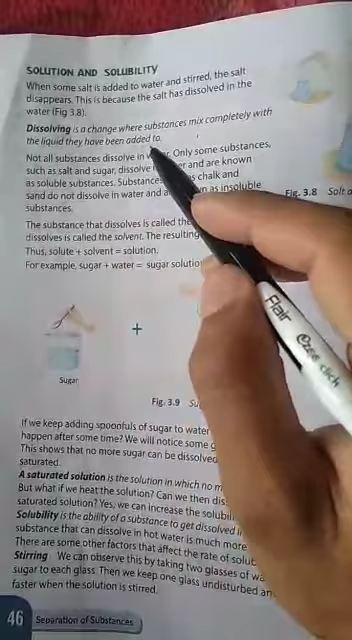 SOLUTION AND SOLUBILITY
When some salt is added to water and stirred, the salt
disappears. This is because the salt has dissolved in the
water (Fig 3.8).
Dissolving is a change where substances mix completely with
the liquid they have been added to.
Not all substances dissolve in Only some substances,
such as salt and sugar, dissolve and are known
as soluble substances. Substances chalk and
sand do not dissolve in water and as insoluble
substances.
Fig. 3.8 Salt
The substance that dissolves is called the
dissolves is called the solvent. The resulting
Thus, solute + solvent = solution.
For example, sugar + water = sugar solution
+
Sugar
Fig. 3.9
If we keep adding spoonfuls of sugar to water
happen after some time? We will notice some
This shows that no more sugar can be dissolved
saturated.
A saturated solution is the solution in which no
But what if we heat the solution? Can we then
saturated solution? Yes, we can increase the
Solubility is the ability of a substance to get dissolved
substance that can dissolve in hot water is much more
There are some other factors that affect the rate of
Stirring We can observe this by taking two glasses of
sugar to each glass. Then we keep one glass undisturbed
faster when the solution is stirred.
46 Separation of Substances
Flair
Ezee click